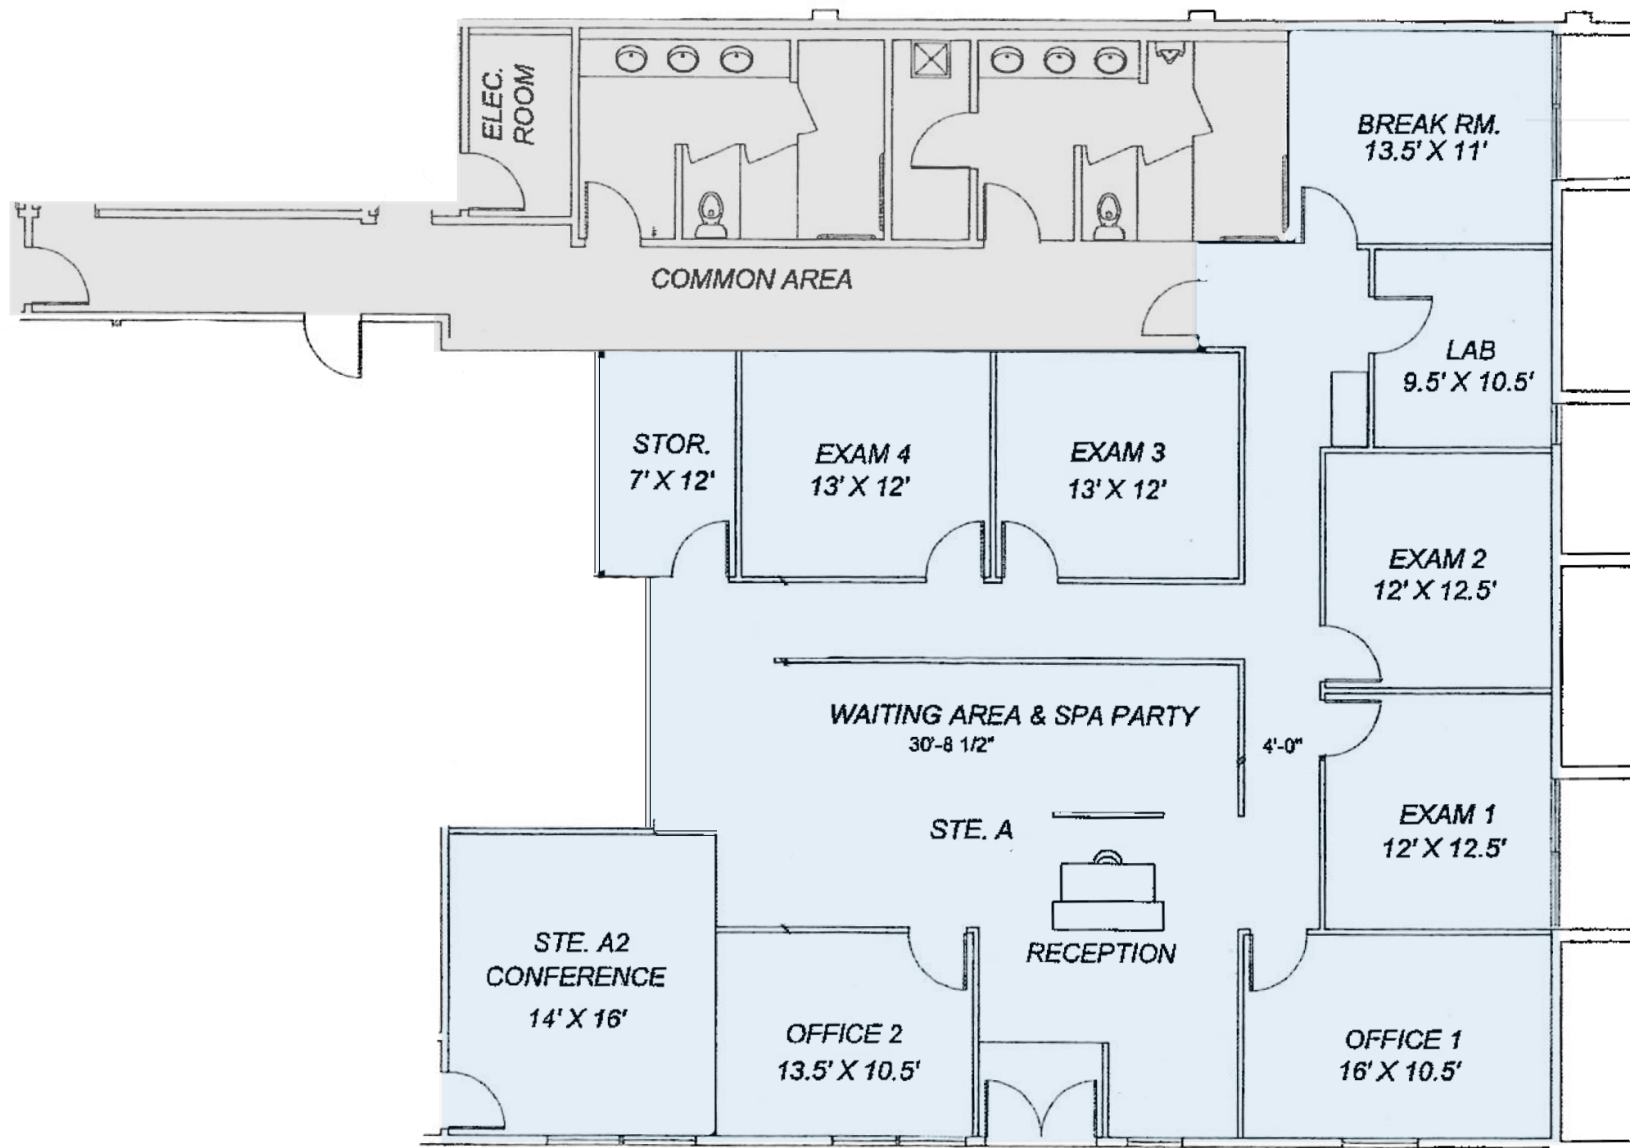 ELEC.
ROOM
BREAK RM.
13.5' X 11'
COMMON AREA
LAB
9.5' X 10.5'
STOR.
7' X 12'
EXAM 4
13' X 12'
EXAM 3
13' X 12'
EXAM 2
12' X 12.5'
WAITING AREA & SPA PARTY
30'-8 1/2"
4'-0"
STE. A
EXAM 1
12' X 12.5'
STE. A2
CONFERENCE
14' X 16'
RECEPTION
OFFICE 2
13.5' X 10.5'
OFFICE 1
16' X 10.5'